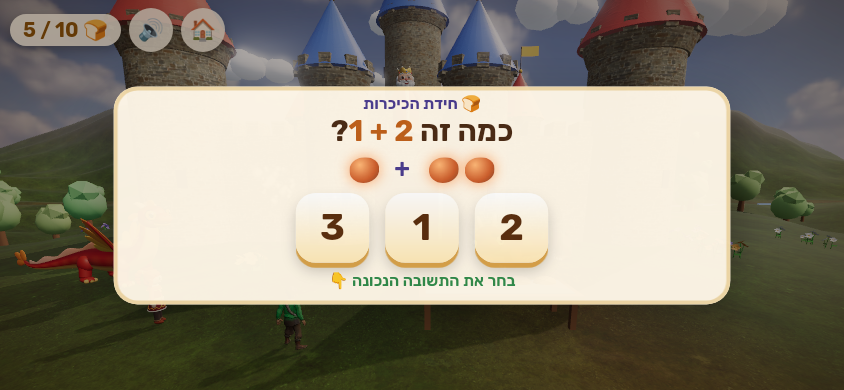 5 / 10
חידת הכיכרות
כמה זה 2 + 1?
+
3 1 2
בחר את התשובה הנכונה